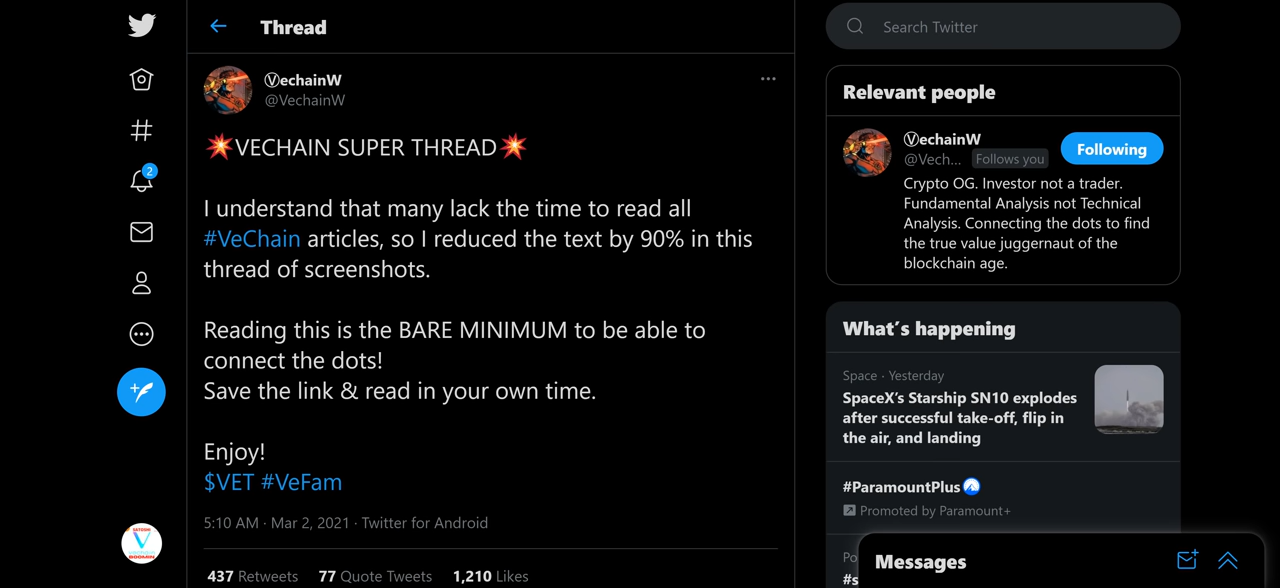 Thread
ⓋechainW
@VechainW
💥VECHAIN SUPER THREAD💥
I understand that many lack the time to read all
#VeChain articles, so I reduced the text by 90% in this
thread of screenshots.
Reading this is the BARE MINIMUM to be able to
connect the dots!
Save the link & read in your own time.
Enjoy!
$VET #VeFam
5:10 AM · Mar 2, 2021 · Twitter for Android
437 Retweets 77 Quote Tweets 1,210 Likes
2
Search Twitter
Relevant people
ⓋechainW
@Vech... Follows you
Following
Crypto OG. Investor not a trader.
Fundamental Analysis not Technical
Analysis. Connecting the dots to find
the true value juggernaut of the
blockchain age.
What's happening
Space · Yesterday
SpaceX's Starship SN10 explodes
after successful take-off, flip in
the air, and landing
#ParamountPlus
Promoted by Paramount+
Po
#s
Messages